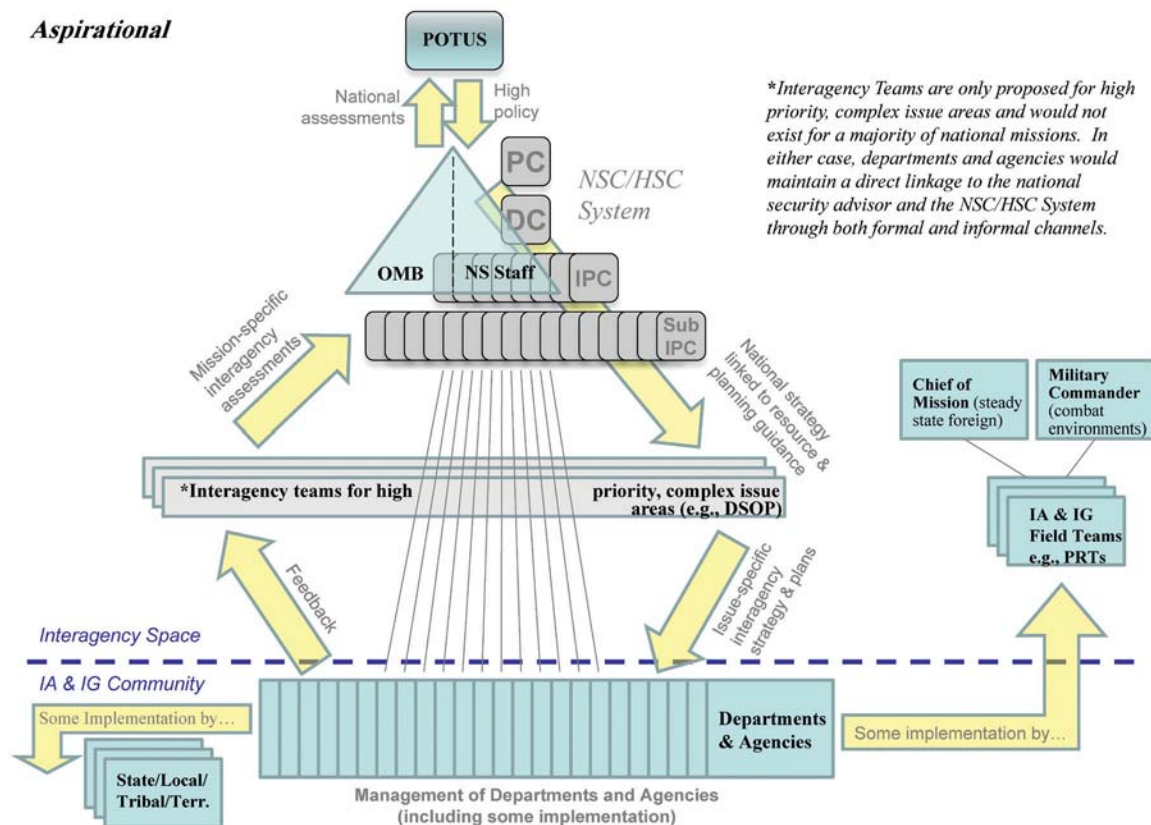 Aspirational
POTUS
National
assessments
High
policy
*Interagency Teams are only proposed for high
priority, complex issue areas and would not
exist for a majority of national missions. In
either case, departments and agencies would
maintain a direct linkage to the national
security advisor and the NSC/HSC System
through both formal and informal channels.
PC
NSC/HSC
System
DC
OMB
NS Staff
IPC
Sub
IPC
Mission-specific
interagency
assessments
National strategy
linked to resource &
planning guidance
Chief of
Mission (steady
state foreign)
Military
Commander
(combat
environments)
*Interagency teams for high
priority, complex issue
areas (e.g., DSOP)
IA & IG
Field Teams
e.g., PRTs
Feedback
Issue-specific
interagency
strategy & plans
Interagency Space
IA & IG Community
Some Implementation by…
State/Local/
Tribal/Terr.
Departments
& Agencies
Some implementation by…
Management of Departments and Agencies
(including some implementation)